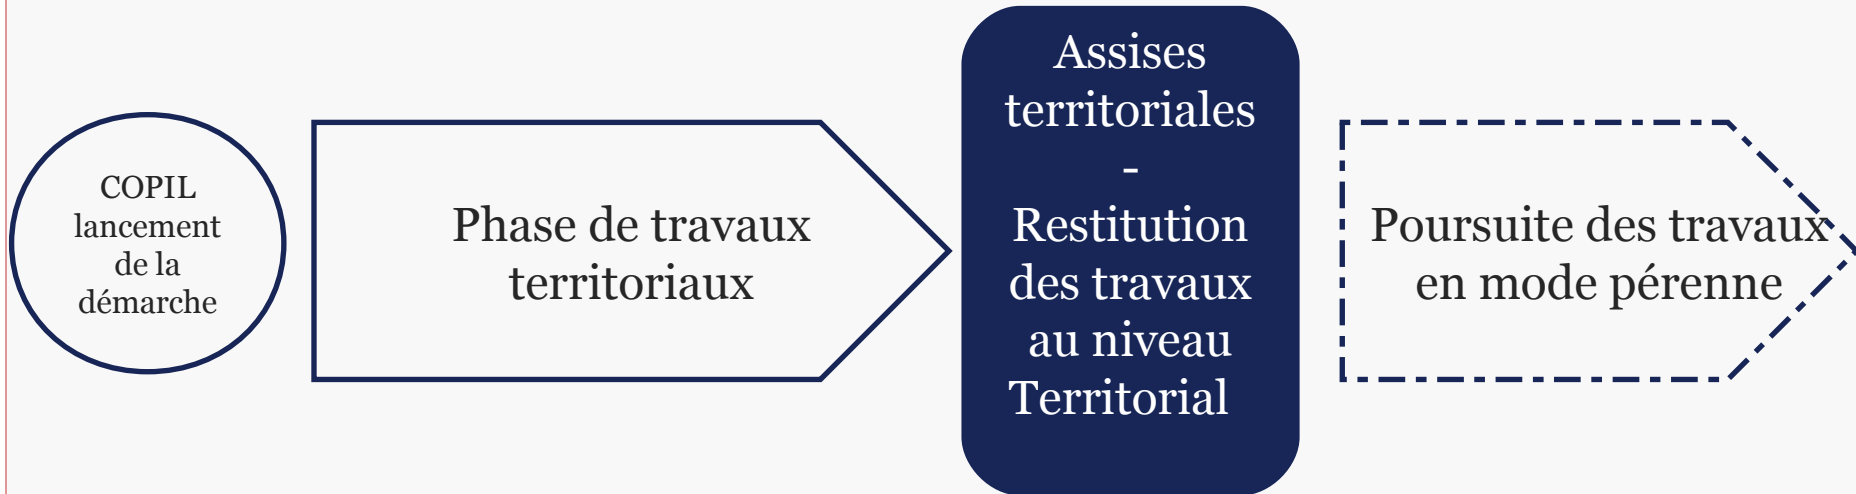 COPIL
lancement
de la
démarche
Phase de travaux
territoriaux
Assises
territoriales
-
Restitution
des travaux
au niveau
Territorial
Poursuite des travaux
en mode pérenne